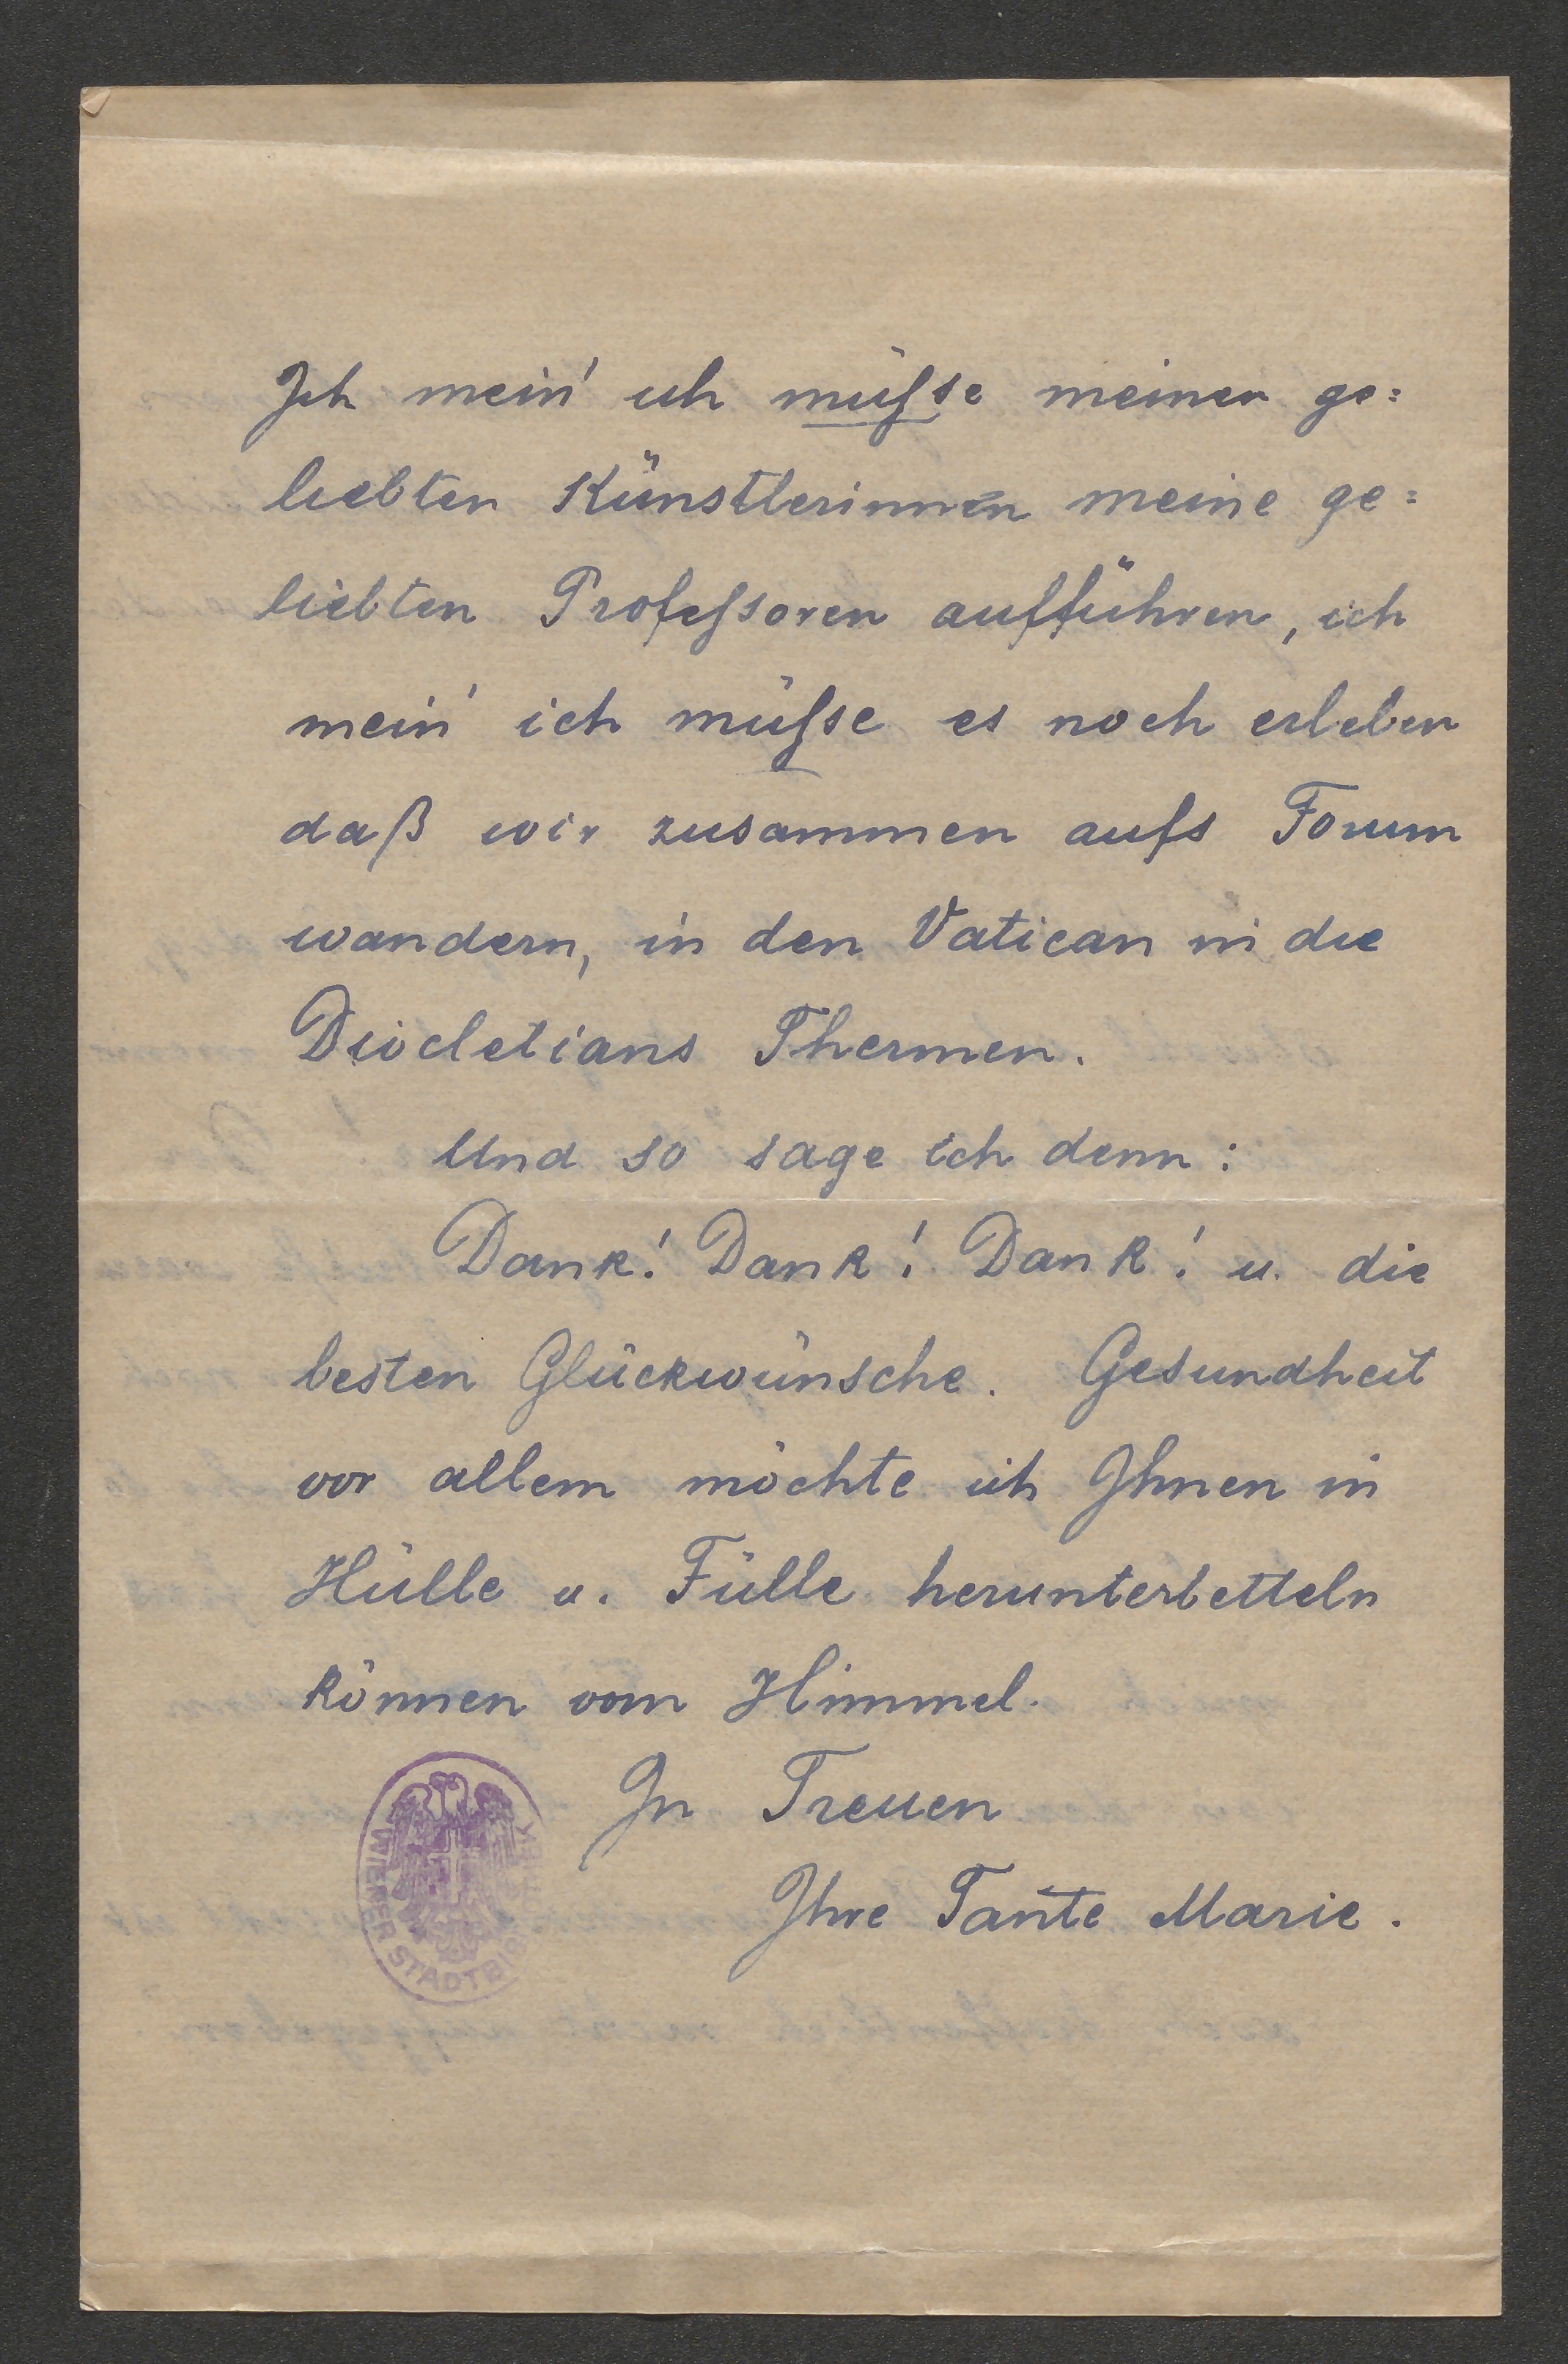 Ich mein' ich müsse meinen ge=
liebten Künstlerinnen meine ge=
liebten Professoren aufführen, ich
mein' ich müsse es noch erleben
daß wir zusammen aufs Forum
wandern, in den Vatican in die
Diocletians Thermen.
Und so sage ich denn:
Dank! Dank! Dank! u. die
besten Glückwünsche. Gesundheit
vor allem möchte ich Ihnen in
Hülle u. Fülle herunterbetteln
können vom Himmel.
In Treuen
Ihre Tante Marie.
WIENER STADTBIBLIOTHEK